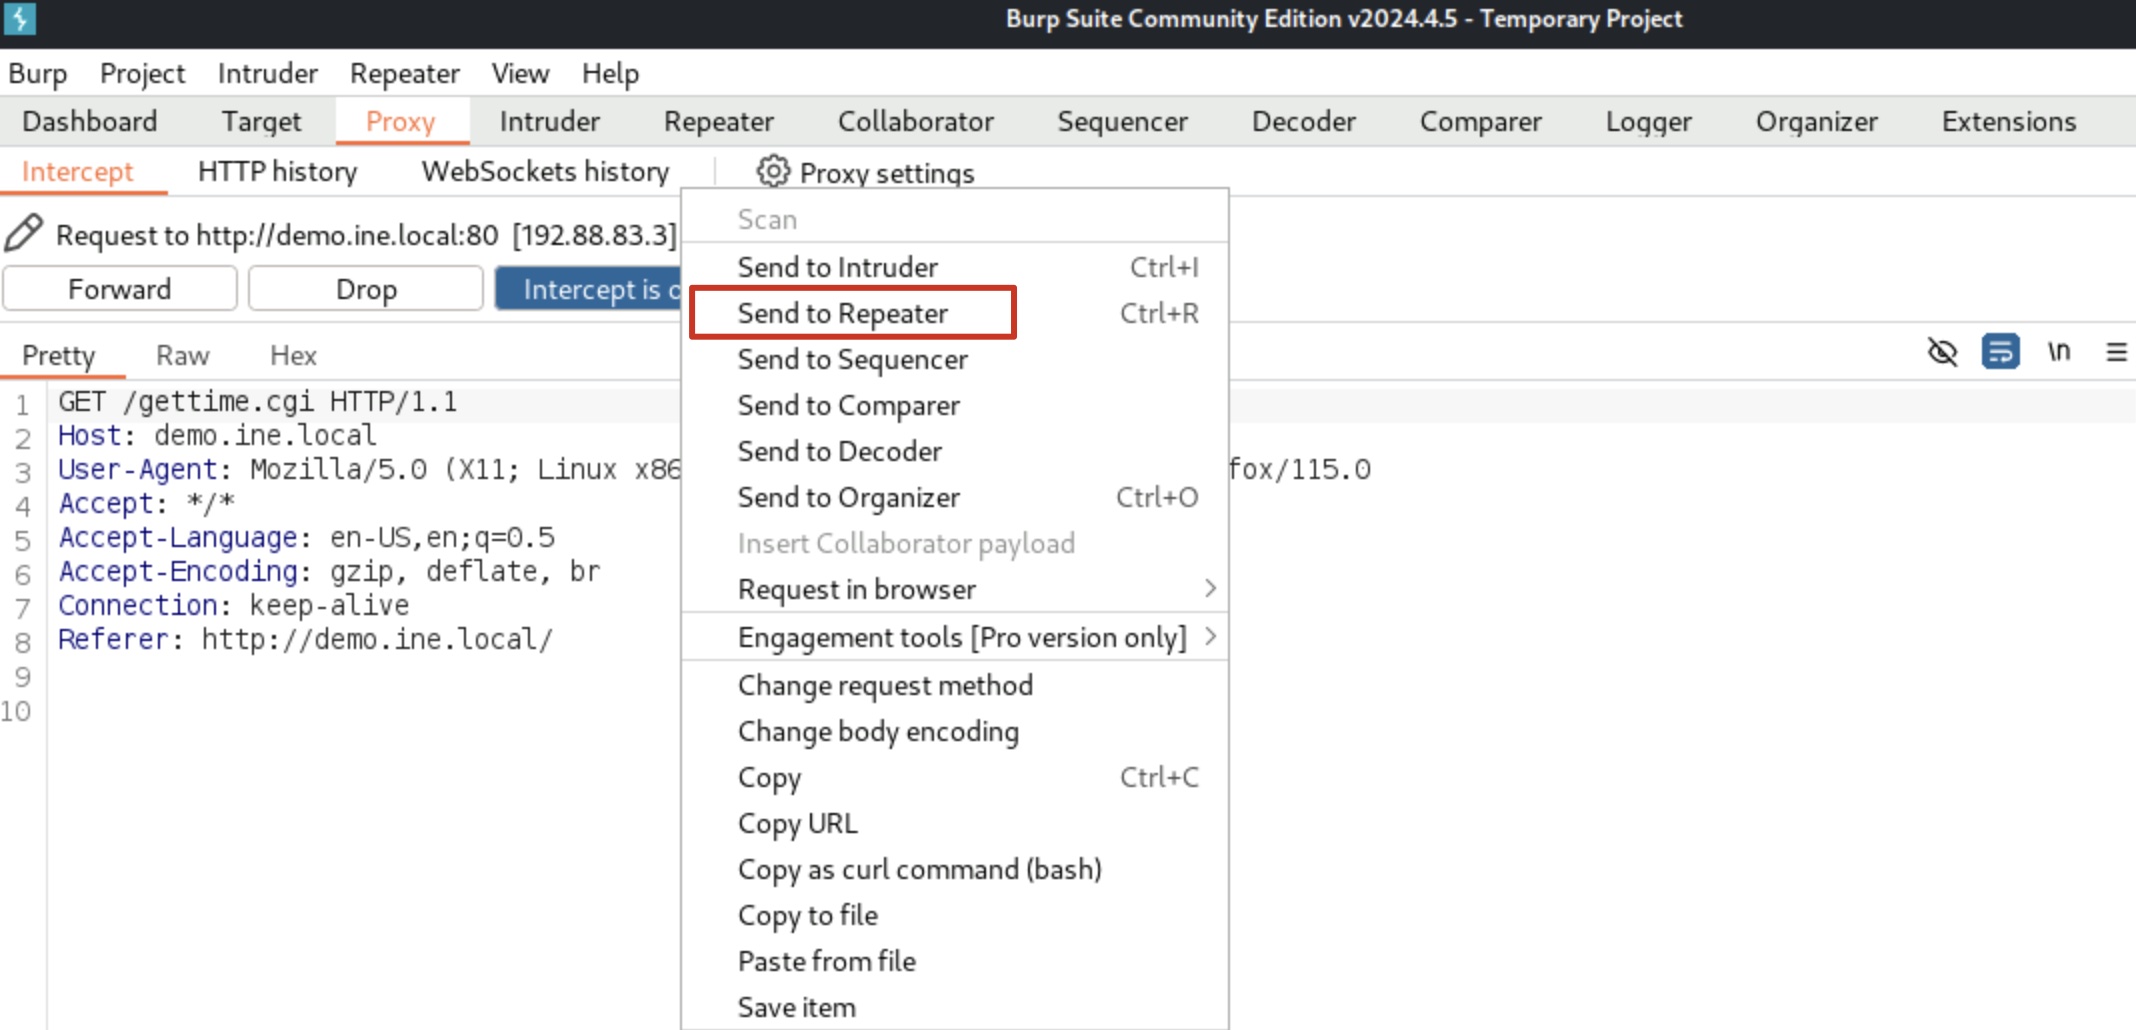 Burp Suite Community Edition v2024.4.5 - Temporary Project
Burp Project Intruder Repeater View Help
Dashboard Target Proxy Intruder Repeater Collaborator Sequencer Decoder Comparer Logger Organizer Extensions
Intercept HTTP history WebSockets history Proxy settings
Request to http://demo.ine.local:80 [192.88.83.3]
Forward Drop Intercept is
Pretty Raw Hex \n
1 GET /gettime.cgi HTTP/1.1
2 Host: demo.ine.local
3 User-Agent: Mozilla/5.0 (X11; Linux x86 fox/115.0
4 Accept: */*
5 Accept-Language: en-US,en;q=0.5
6 Accept-Encoding: gzip, deflate, br
7 Connection: keep-alive
8 Referer: http://demo.ine.local/
9
10
Scan
Send to Intruder Ctrl+I
Send to Repeater Ctrl+R
Send to Sequencer
Send to Comparer
Send to Decoder
Send to Organizer Ctrl+O
Insert Collaborator payload
Request in browser
Engagement tools [Pro version only]
Change request method
Change body encoding
Copy Ctrl+C
Copy URL
Copy as curl command (bash)
Copy to file
Paste from file
Save item